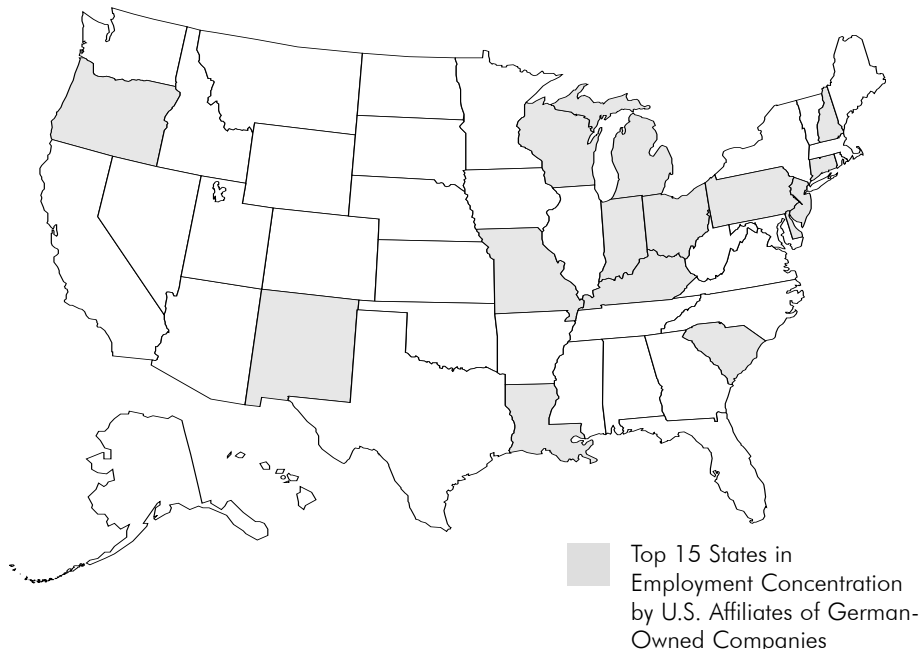 Top 15 States in
Employment Concentration
by U.S. Affiliates of German-
Owned Companies